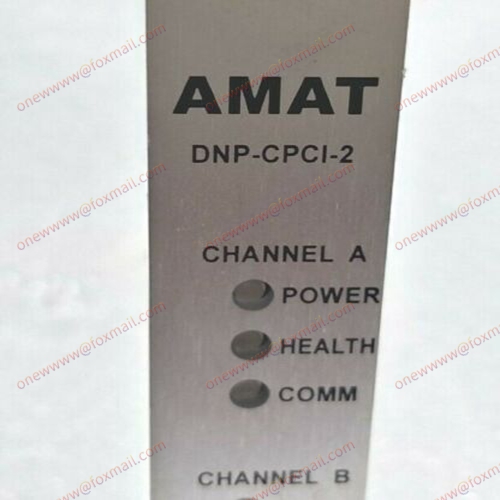 AMAT
DNP-CPCI-2
CHANNEL A
POWER
HEALTH
COMM
CHANNEL B
onewww@foxmail.com